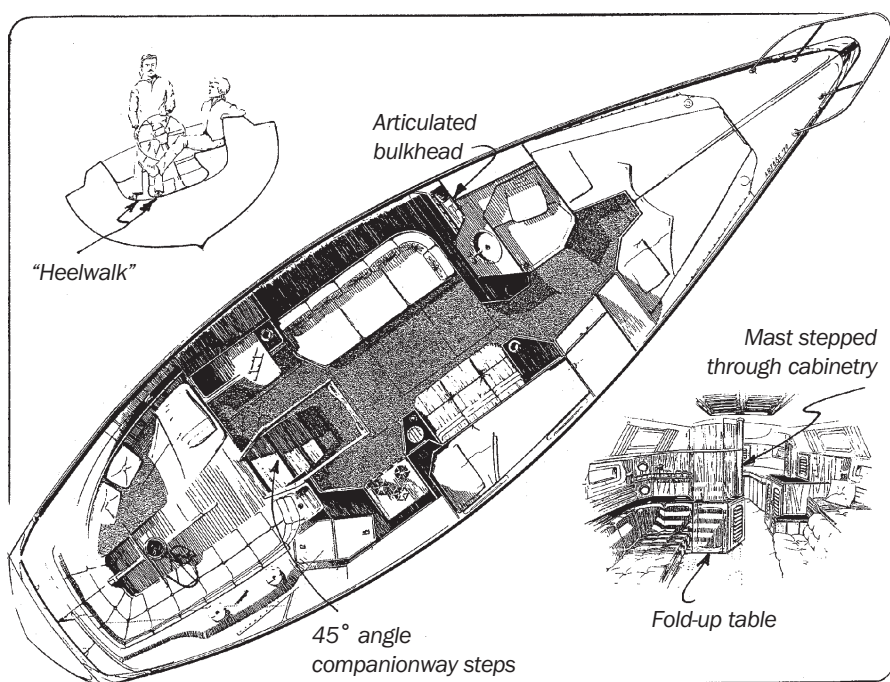 Articulated
bulkhead
“Heelwalk”
Mast stepped
through cabinetry
Fold-up table
45° angle
companionway steps